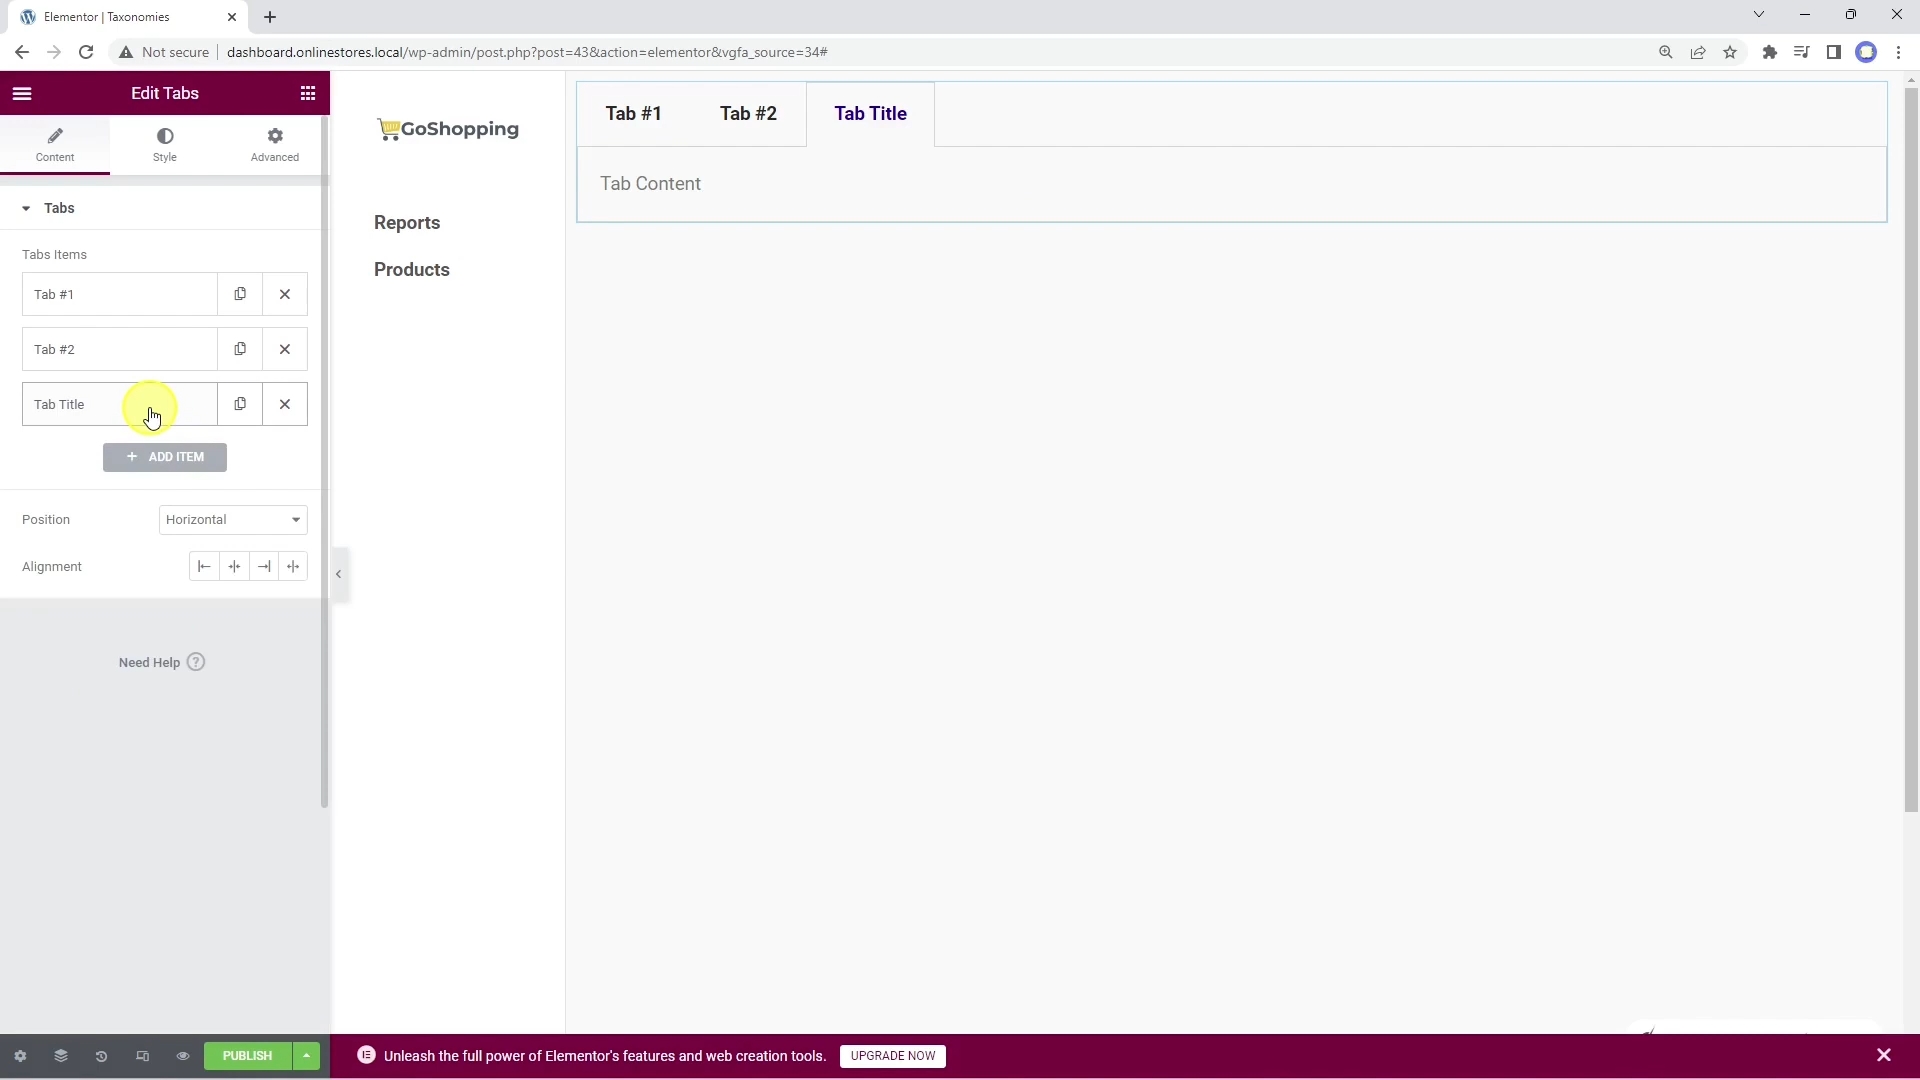 Elementor | Taxonomies
Not secure
dashboard.onlinestores.local/wp-admin/post.php?post=43&action=elementor&vgfa_source=34#
Edit Tabs
Content
Style
Advanced
Tabs
Tabs Items
Tab #1
Tab #2
Tab Title
+ ADD ITEM
Position
Horizontal
Alignment
Need Help ?
PUBLISH
GoShopping
Reports
Products
Tab #1
Tab #2
Tab Title
Tab Content
Unleash the full power of Elementor's features and web creation tools.
UPGRADE NOW